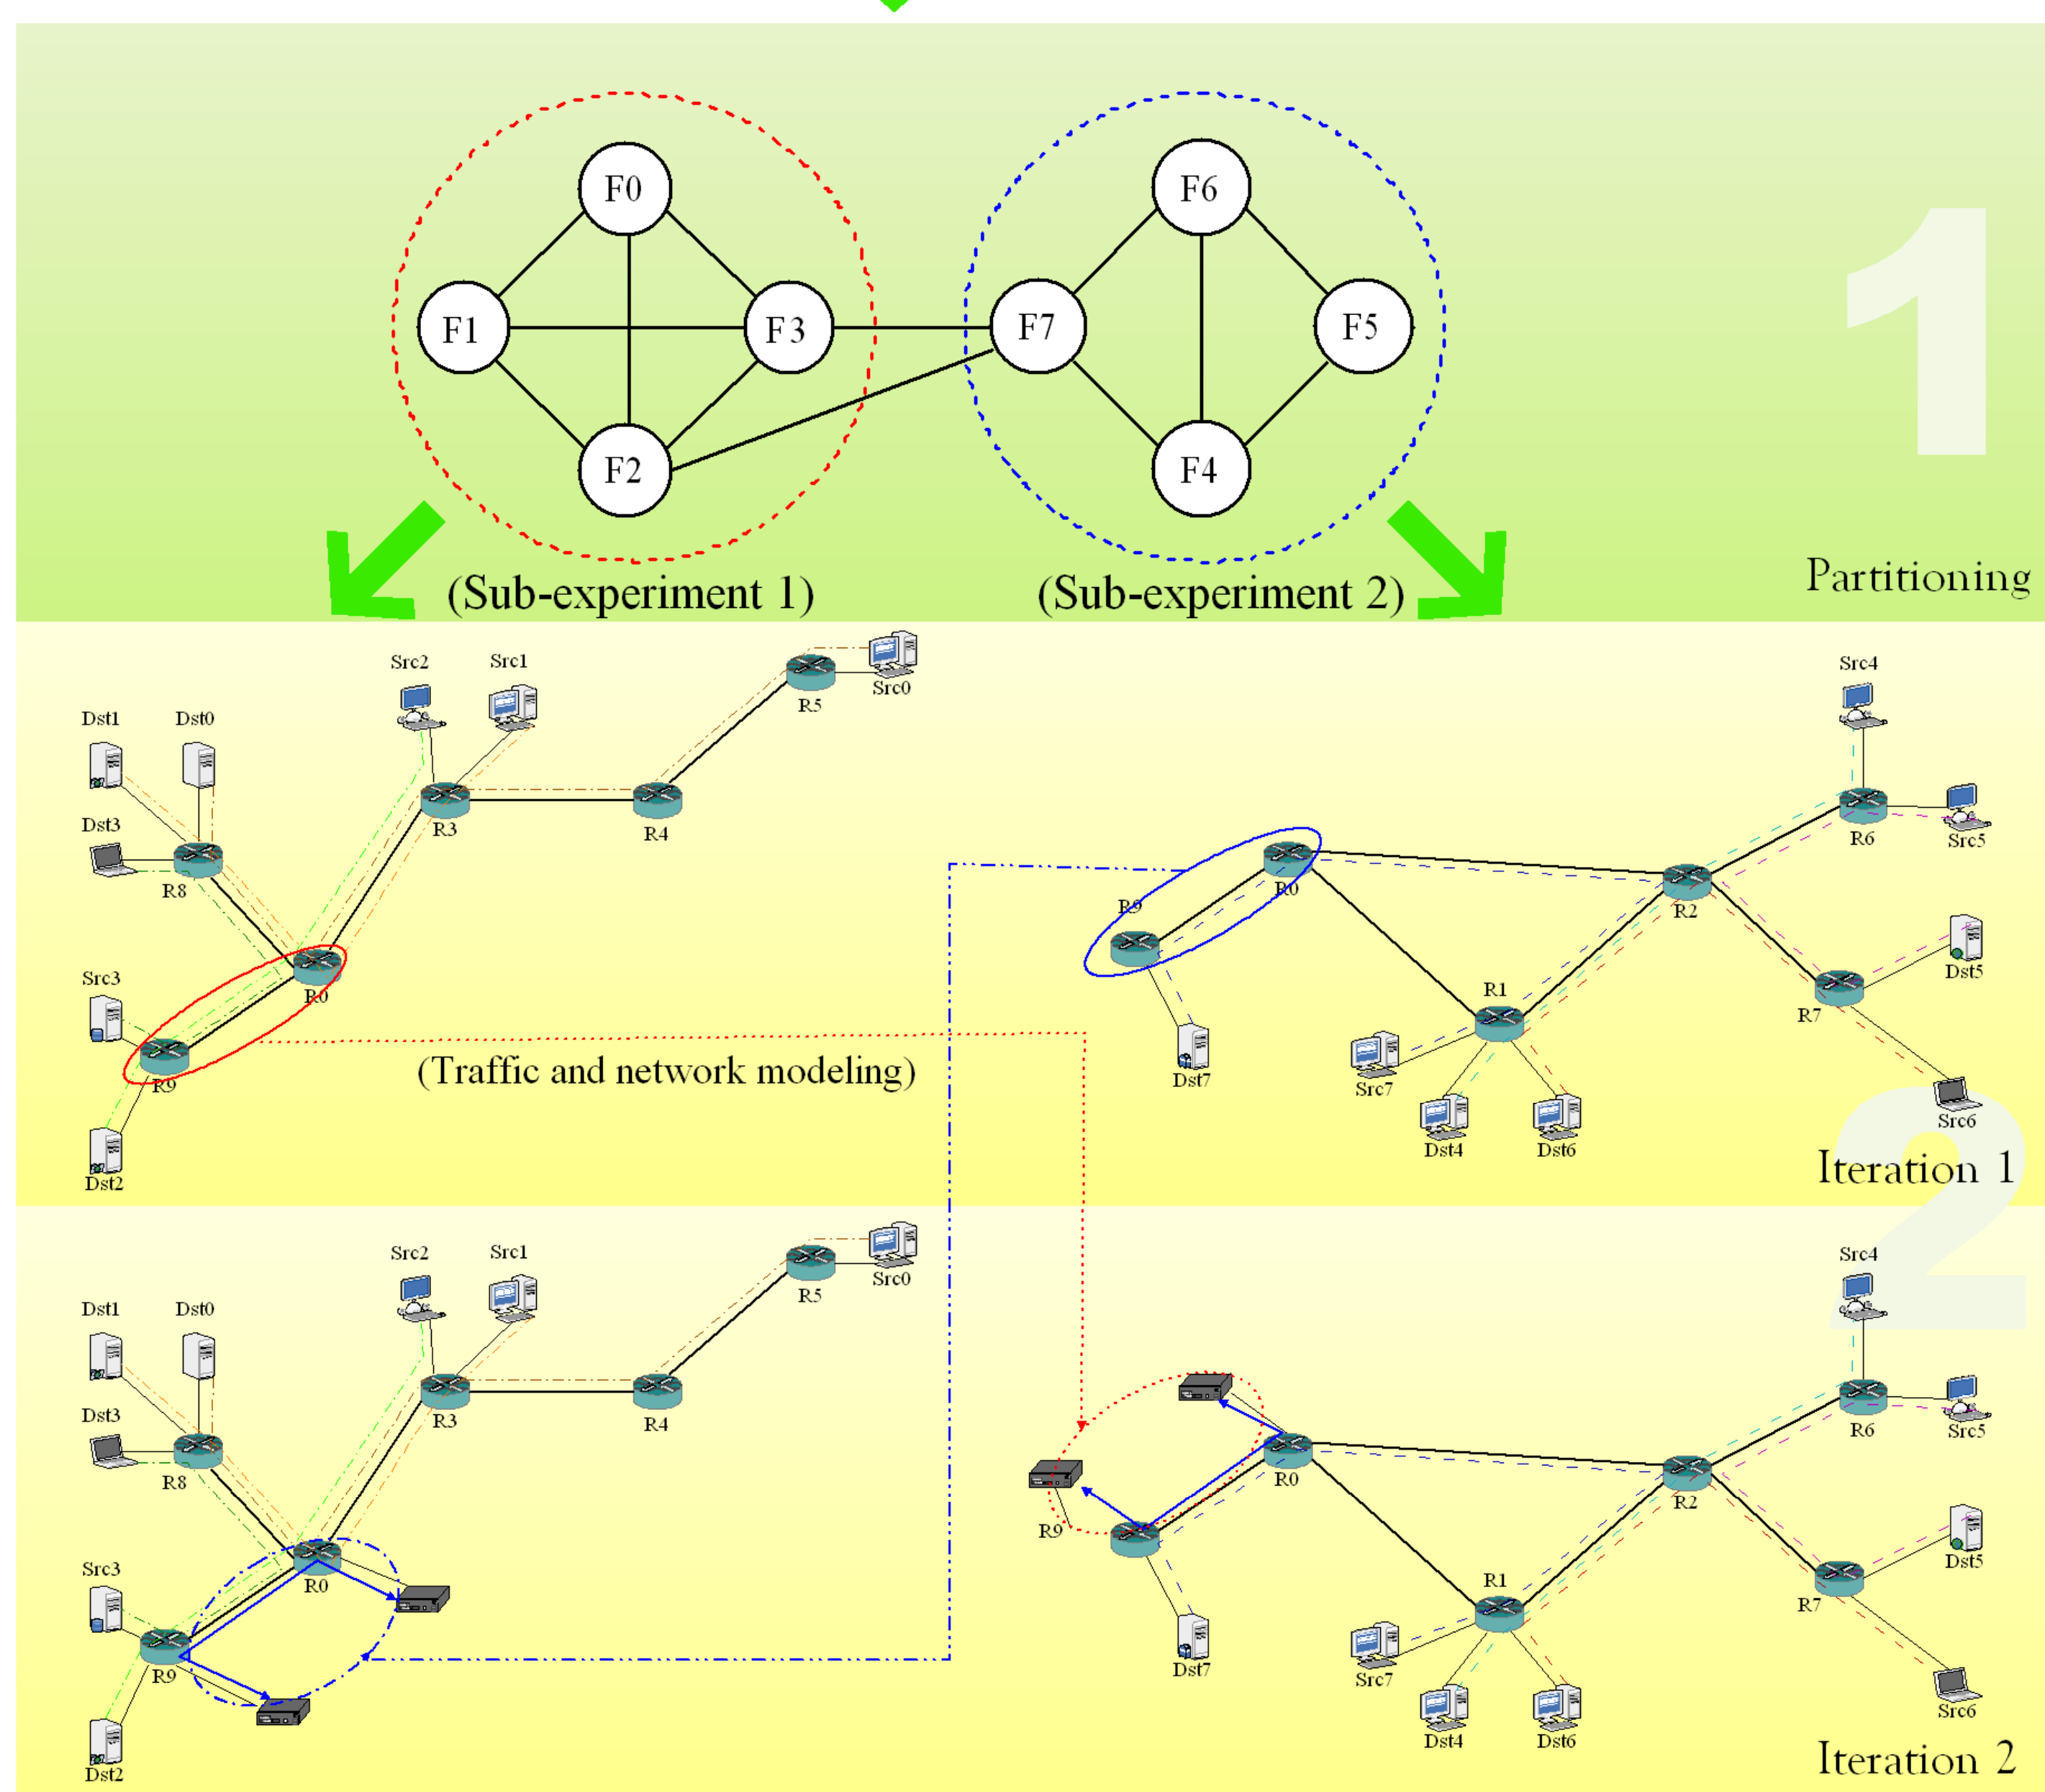 F0
F6
F1
F3
F7
F5
F2
F4
1
(Sub-experiment 1)
(Sub-experiment 2)
Partitioning
Src2
Src1
Src0
R5
Dst1
Dst0
R3
R4
Dst3
R8
Src3
R0
R9
Dst2
(Traffic and network modeling)
Src4
R6
Src5
R0
R9
R2
Dst5
R1
R7
Dst7
Src7
Dst4
Dst6
Src6
2
Iteration 1
Src2
Src1
Src0
R5
Dst1
Dst0
R3
R4
Dst3
R8
Src3
R0
R9
Dst2
Src4
R6
Src5
R0
R9
R2
Dst5
R1
R7
Dst7
Src7
Dst4
Dst6
Src6
Iteration 2